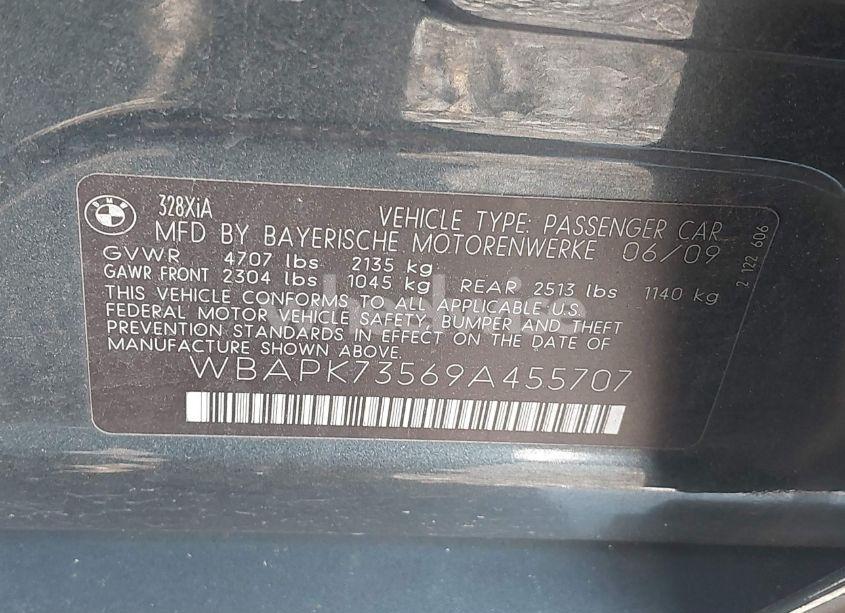 BMW
328XiA
VEHICLE TYPE: PASSENGER CAR
MFD BY BAYERISCHE MOTORENWERKE 06/09
GVWR 4707 lbs 2135 kg
GAWR FRONT 2304 lbs 1045 kg REAR 2513 lbs 1140 kg
THIS VEHICLE CONFORMS TO ALL APPLICABLE U.S.
FEDERAL MOTOR VEHICLE SAFETY, BUMPER AND THEFT
PREVENTION STANDARDS IN EFFECT ON THE DATE OF
MANUFACTURE SHOWN ABOVE.
WBAPK73569A455707
2 122 606